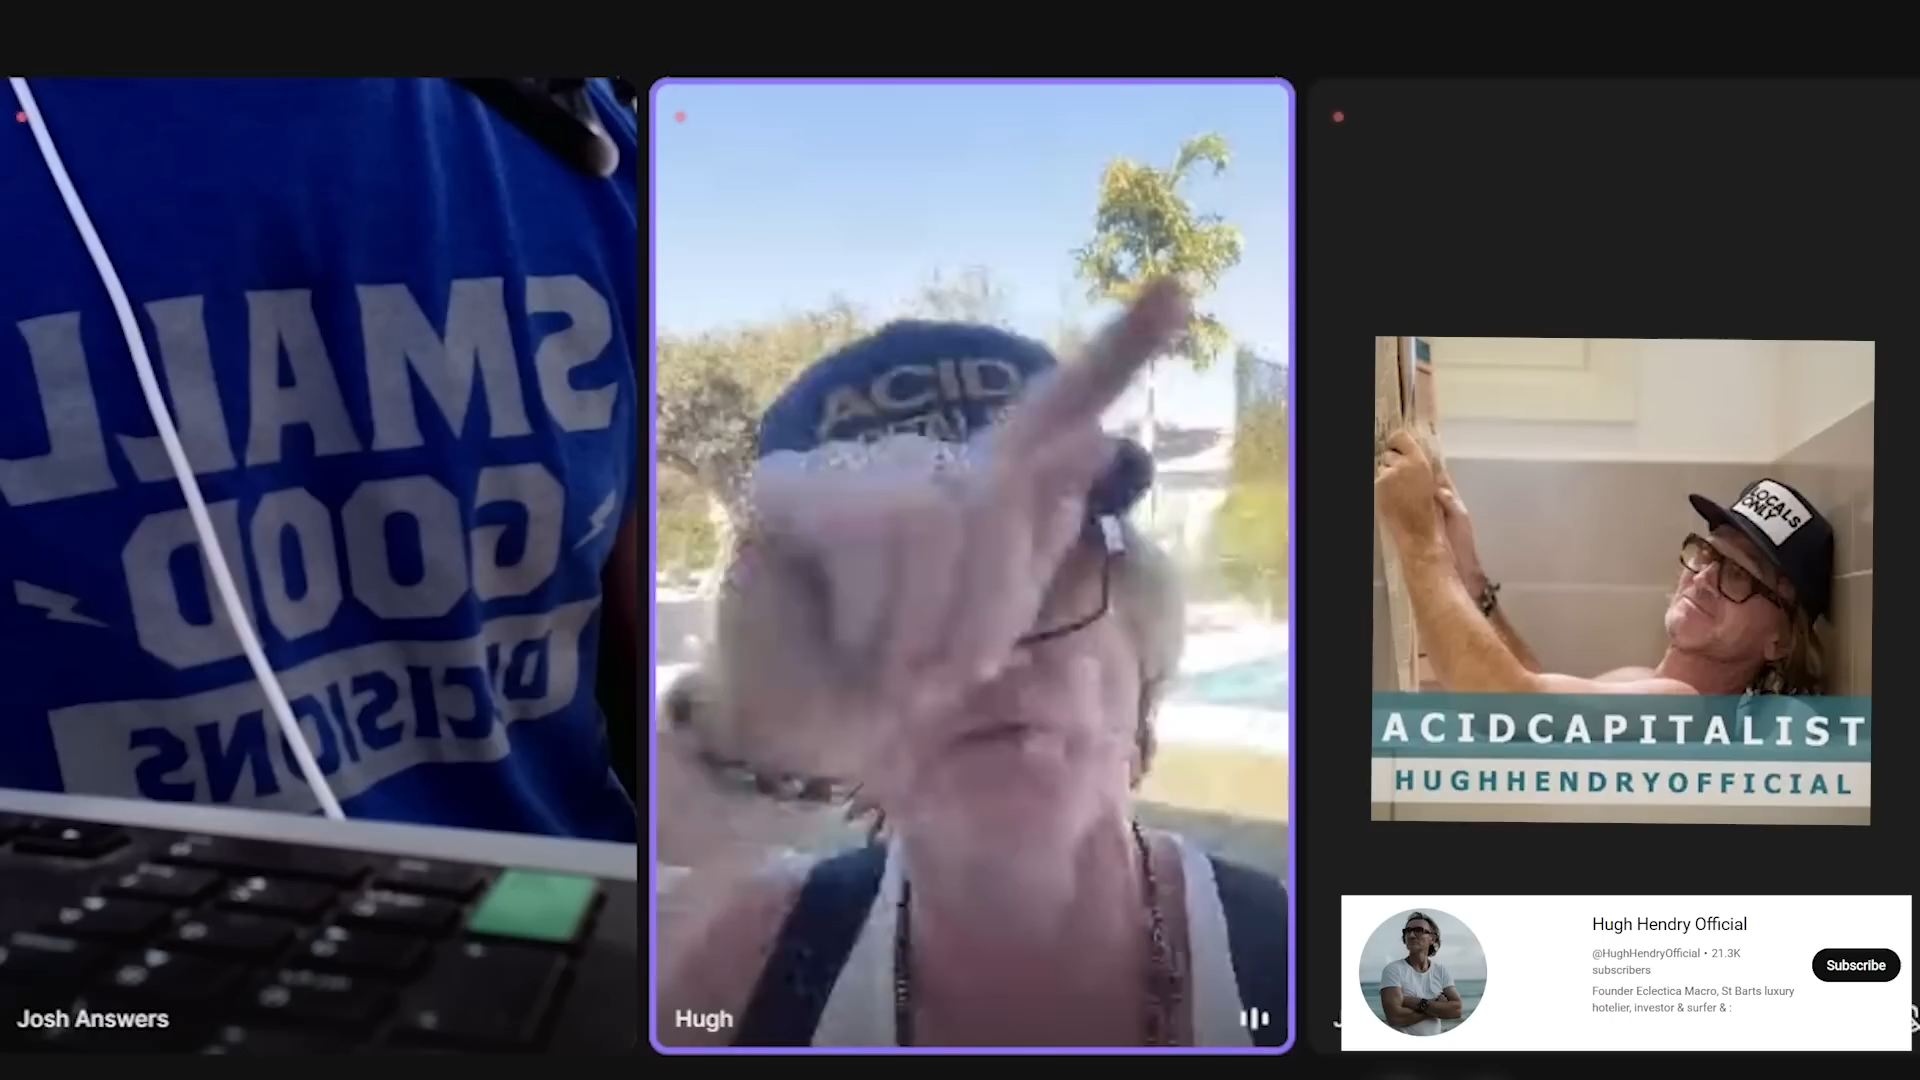 SMALL
GOOD
DECISIONS
Josh Answers
ACID
Hugh
LOCALS
ONLY
ACIDCAPITALIST
HUGHHENDRYOFFICIAL
Hugh Hendry Official
@HughHendryOfficial • 21.3K
subscribers
Subscribe
Founder Eclectica Macro, St Barts luxury
hotelier, investor & surfer & :